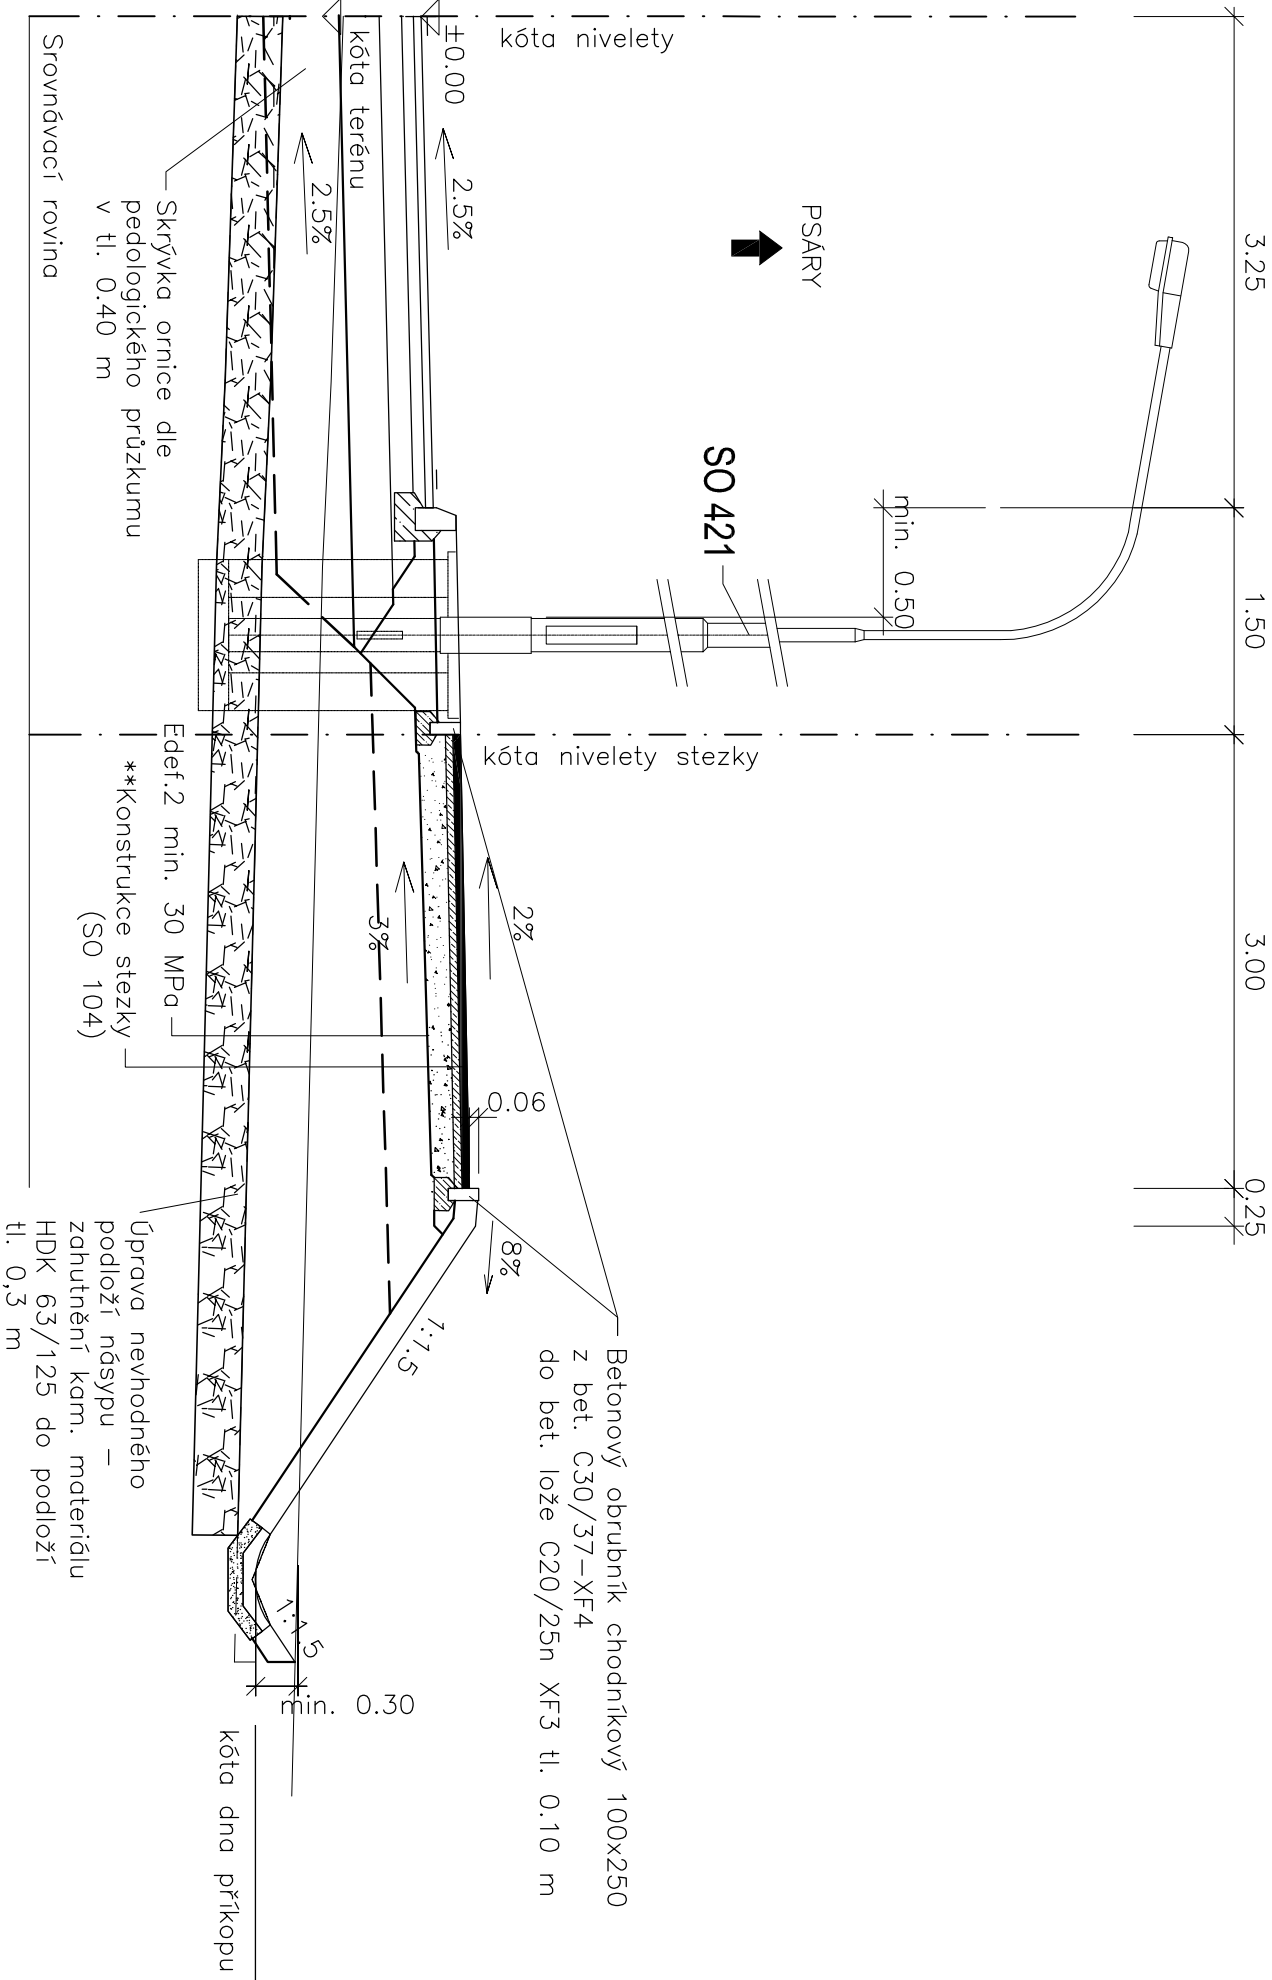 3.25
1.50
3.00
0.25
min. 0.50
PSÁRY
SO 421
kóta nivelety
kóta nivelety stezky
±0.00
2.5%
kóta terénu
2.5%
2%
3%
0.06
8%
1:1.5
1:1.5
min. 0.30
kóta dna příkopu
Betonový obrubník chodníkový 100x250
z bet. C30/37-XF4
do bet. lože C20/25n XF3 tl. 0.10 m
Skrývka ornice dle
pedologického průzkumu
v tl. 0.40 m
Srovnávací rovina
Edef.2 min. 30 MPa
**Konstrukce stezky
(SO 104)
Úprava nevhodného
podloží násypu –
zahutnění kam. materiálu
HDK 63/125 do podloží
tl. 0,3 m